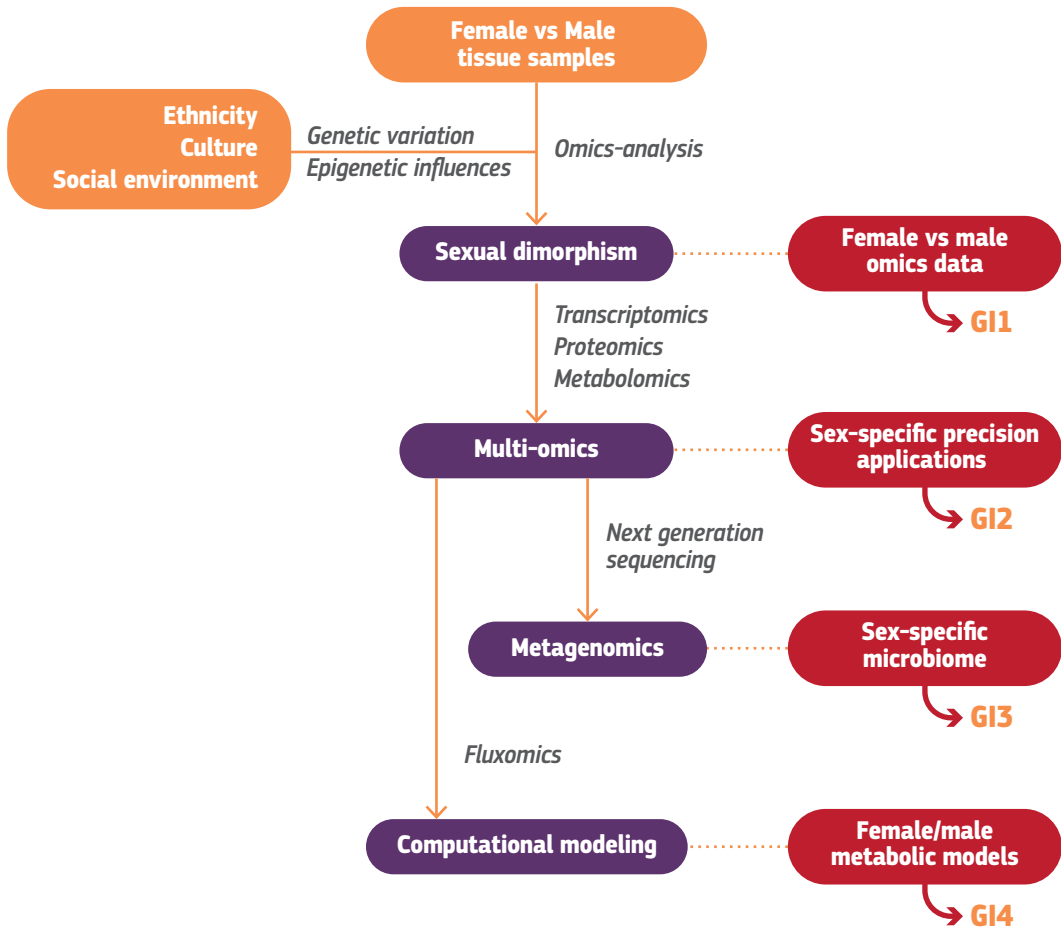 Female vs Male
tissue samples
Ethnicity
Culture
Social environment
Genetic variation
Epigenetic influences
Omics-analysis
Sexual dimorphism
Female vs male
omics data
GI1
Transcriptomics
Proteomics
Metabolomics
Multi-omics
Sex-specific precision
applications
GI2
Next generation
sequencing
Metagenomics
Sex-specific
microbiome
GI3
Fluxomics
Computational modeling
Female/male
metabolic models
GI4